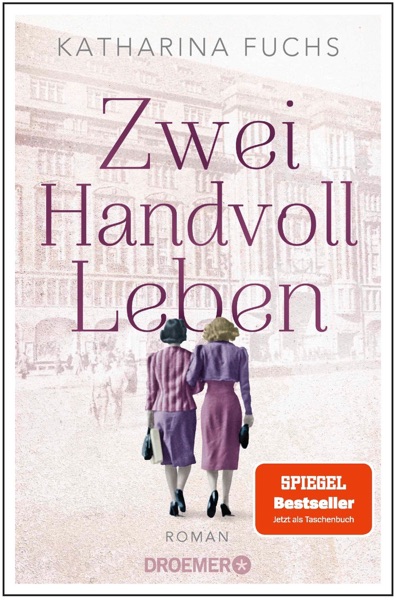 KATHARINA FUCHS
Zwei
Handvoll
Leben
SPIEGEL
Bestseller
Jetzt als Taschenbuch
ROMAN
DROEMER